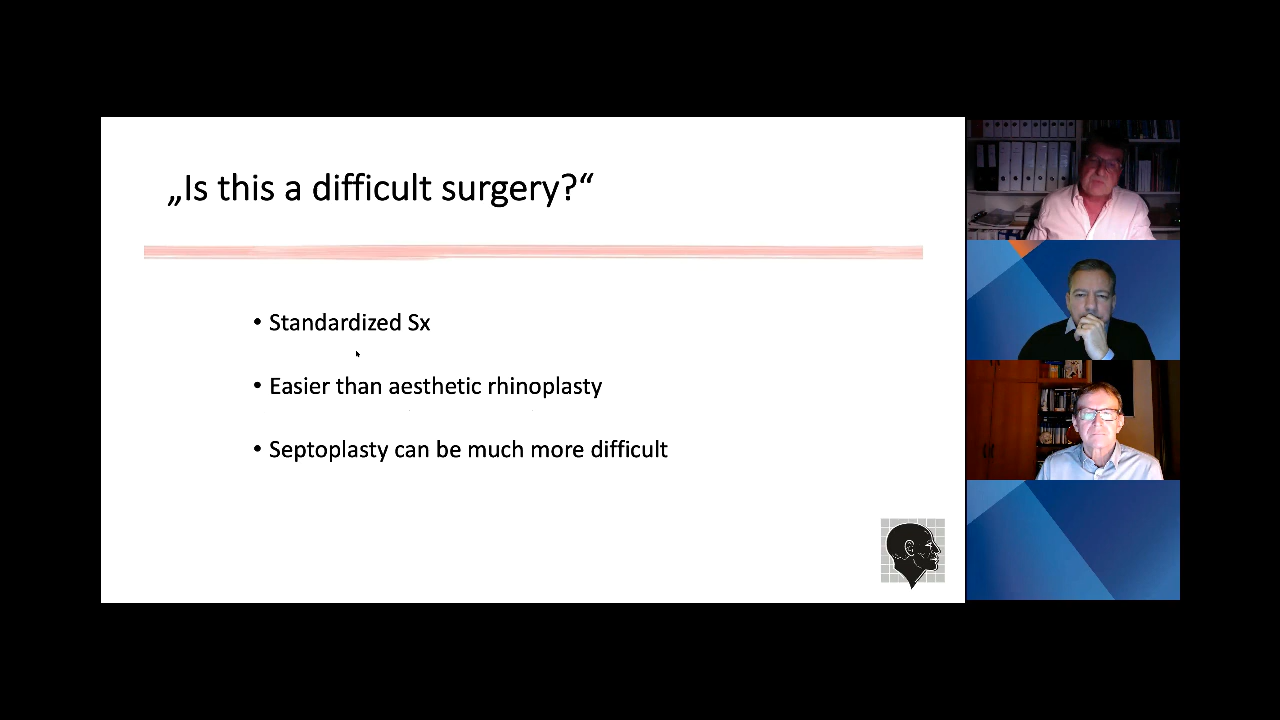 „Is this a difficult surgery?“
• Standardized Sx
• Easier than aesthetic rhinoplasty
• Septoplasty can be much more difficult